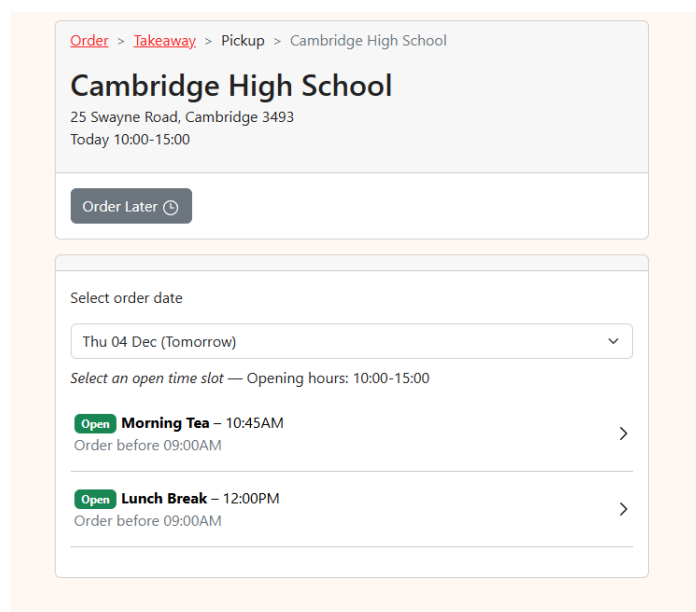 Order > Takeaway > Pickup > Cambridge High School
Cambridge High School
25 Swayne Road, Cambridge 3493
Today 10:00-15:00
Order Later
Select order date
Thu 04 Dec (Tomorrow)
Select an open time slot — Opening hours: 10:00-15:00
Open Morning Tea – 10:45AM
Order before 09:00AM
Open Lunch Break – 12:00PM
Order before 09:00AM